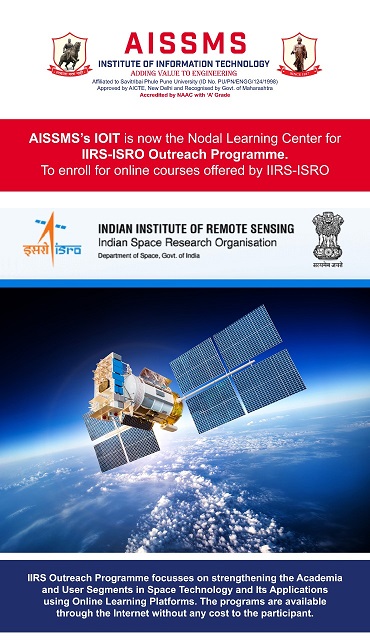 AISSMS
INSTITUTE OF INFORMATION TECHNOLOGY
ADDING VALUE TO ENGINEERING
Affiliated to Savitribai Phule Pune University (ID No. PU/PN/ENGG/124/1998)
Approved by AICTE, New Delhi and Recognised by Govt. of Maharashtra
Accredited by NAAC with 'A' Grade
AISSMS's IOIT is now the Nodal Learning Center for
IIRS-ISRO Outreach Programme.
To enroll for online courses offered by IIRS-ISRO
इसरो isro
INDIAN INSTITUTE OF REMOTE SENSING
Indian Space Research Organisation
Department of Space, Govt. of India
सत्यमेव जयते
IIRS Outreach Programme focusses on strengthening the Academia
and User Segments in Space Technology and Its Applications
using Online Learning Platforms. The programs are available
through the Internet without any cost to the participant.